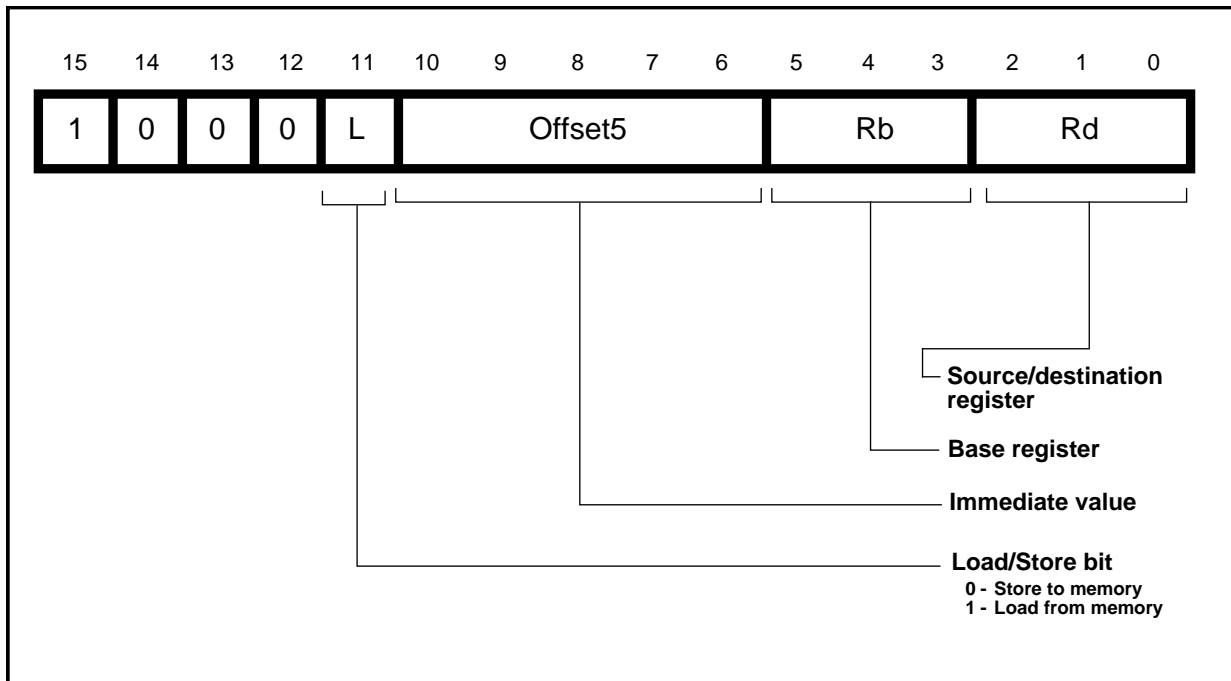 15 14 13 12 11 10 9 8 7 6 5 4 3 2 1 0
1 0 0 0 L Offset5 Rb Rd
Source/destination
register
Base register
Immediate value
Load/Store bit
0 - Store to memory
1 - Load from memory